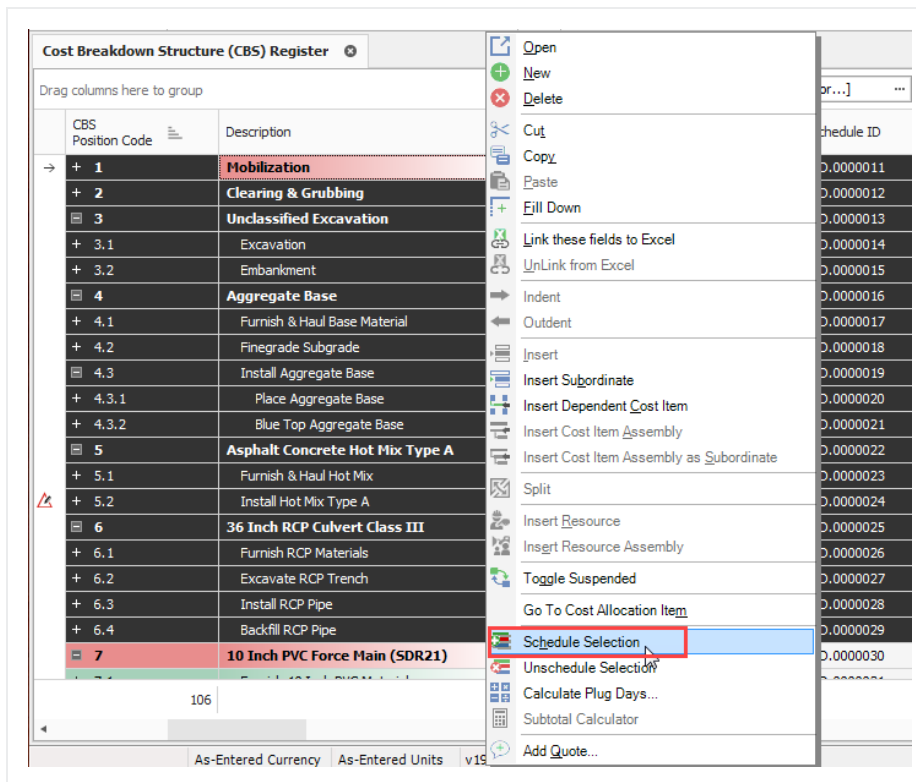 Cost Breakdown Structure (CBS) Register
Drag columns here to group
or...] ...
CBS
Position Code
Description
chedule ID
+ 1 Mobilization D.0000011
+ 2 Clearing & Grubbing D.0000012
3 Unclassified Excavation D.0000013
+ 3.1 Excavation D.0000014
+ 3.2 Embankment D.0000015
4 Aggregate Base D.0000016
+ 4.1 Furnish & Haul Base Material D.0000017
+ 4.2 Finegrade Subgrade D.0000018
4.3 Install Aggregate Base D.0000019
+ 4.3.1 Place Aggregate Base D.0000020
+ 4.3.2 Blue Top Aggregate Base D.0000021
5 Asphalt Concrete Hot Mix Type A D.0000022
+ 5.1 Furnish & Haul Hot Mix D.0000023
+ 5.2 Install Hot Mix Type A D.0000024
6 36 Inch RCP Culvert Class III D.0000025
+ 6.1 Furnish RCP Materials D.0000026
+ 6.2 Excavate RCP Trench D.0000027
+ 6.3 Install RCP Pipe D.0000028
+ 6.4 Backfill RCP Pipe D.0000029
7 10 Inch PVC Force Main (SDR21) D.0000030
106
As-Entered Currency As-Entered Units v19
Open
New
Delete
Cut
Copy
Paste
Fill Down
Link these fields to Excel
UnLink from Excel
Indent
Outdent
Insert
Insert Subordinate
Insert Dependent Cost Item
Insert Cost Item Assembly
Insert Cost Item Assembly as Subordinate
Split
Insert Resource
Insert Resource Assembly
Toggle Suspended
Go To Cost Allocation Item
Schedule Selection
Unschedule Selection
Calculate Plug Days...
Subtotal Calculator
Add Quote...